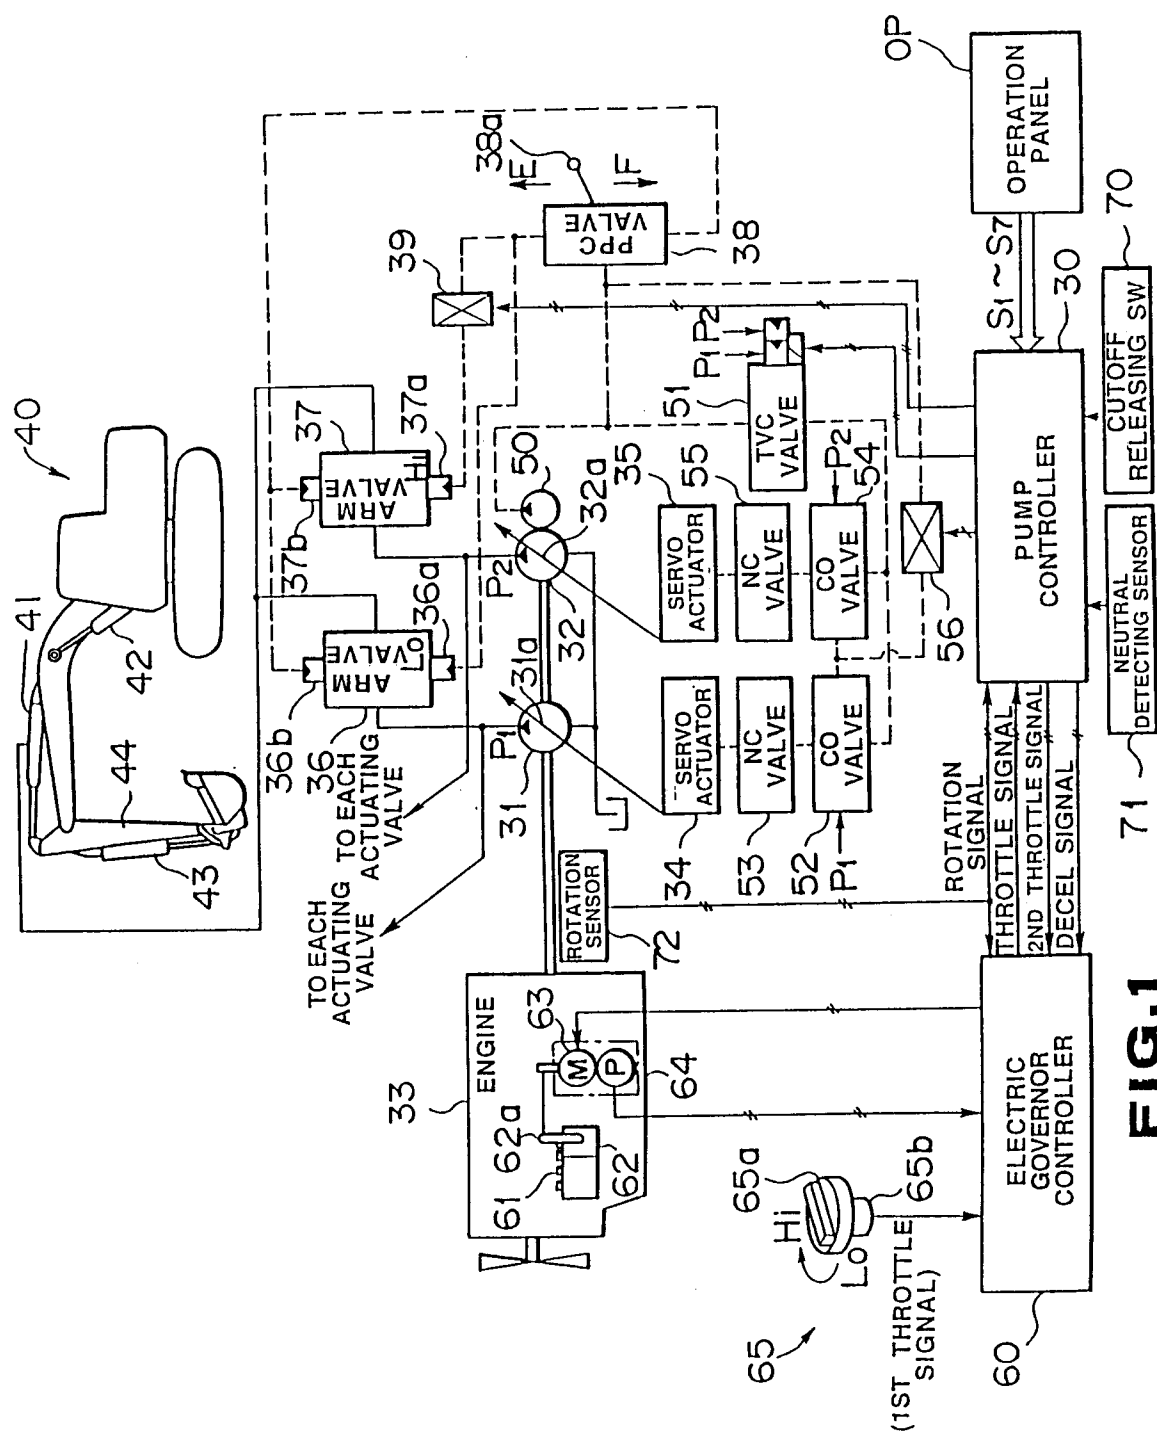 40
41
42
43
44
OP
OPERATION
PANEL
S1 ~ S7
38a
E
F
PPC
VALVE
38
39
37
37a
37b
ARM
VALVE
Hi
36
36a
36b
ARM
VALVE
Lo
TO EACH
ACTUATING
VALVE
TO EACH
ACTUATING
VALVE
P2
50
32a
32
P1
31a
31
P1
P2
51
TVC
VALVE
35
SERVO
ACTUATOR
55
NC
VALVE
P2
54
CO
VALVE
34
SERVO
ACTUATOR
53
NC
VALVE
52
P1
CO
VALVE
56
30
PUMP
CONTROLLER
70
CUTOFF
RELEASING SW
71
NEUTRAL
DETECTING SENSOR
ROTATION
SENSOR
72
ROTATION
SIGNAL
THROTTLE SIGNAL
2ND THROTTLE SIGNAL
DECEL SIGNAL
33
ENGINE
63
M
P
64
62a
61
62
65
65a
65b
Hi
Lo
(1ST THROTTLE
SIGNAL)
ELECTRIC
GOVERNOR
CONTROLLER
60
FIG.1